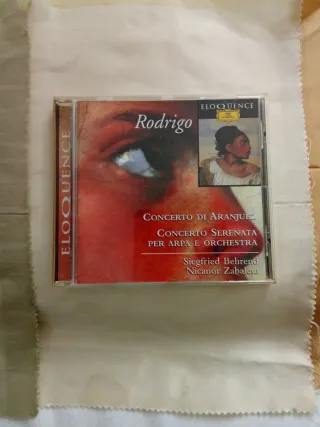 ELOQUENCE
Rodrigo
ELOQUENCE
CONCERTO DI ARANJUEZ
CONCERTO SERENATA
PER ARPA E ORCHESTRA
Siegfried Behrend
Nicanor Zabaleta